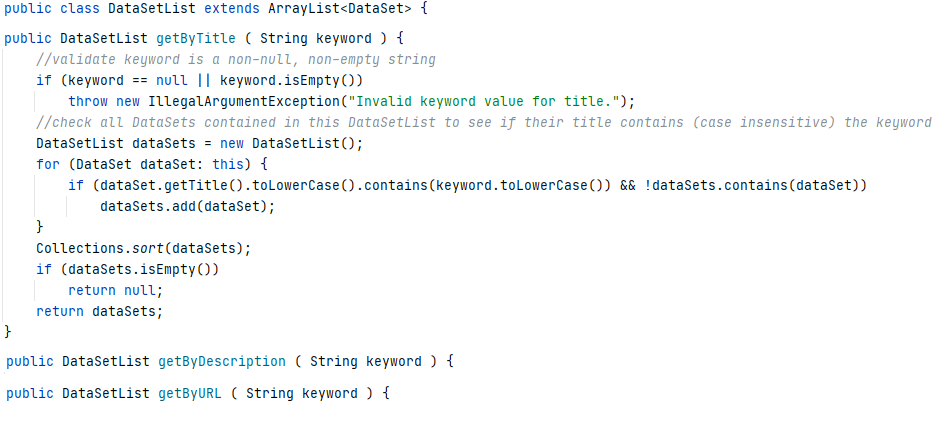 public class DataSetList extends ArrayList<DataSet> {
public DataSetList getByTitle ( String keyword ) {
//validate keyword is a non-null, non-empty string
if (keyword == null || keyword.isEmpty())
throw new IllegalArgumentException("Invalid keyword value for title.");
//check all DataSets contained in this DataSetList to see if their title contains (case insensitive) the keyword
DataSetList dataSets = new DataSetList();
for (DataSet dataSet: this) {
if (dataSet.getTitle().toLowerCase().contains(keyword.toLowerCase()) && !dataSets.contains(dataSet))
dataSets.add(dataSet);
}
Collections.sort(dataSets);
if (dataSets.isEmpty())
return null;
return dataSets;
}
public DataSetList getByDescription ( String keyword ) {
public DataSetList getByURL ( String keyword ) {